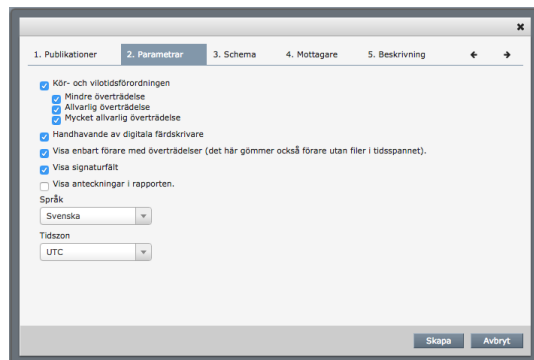 1. Publikationer 2. Parametrar 3. Schema 4. Mottagare 5. Beskrivning
Kör- och vilotidsförordningen
Mindre överträdelse
Allvarlig överträdelse
Mycket allvarlig överträdelse
Handhavande av digitala färdskrivare
Visa enbart förare med överträdelser (det här gömmer också förare utan filer i tidsspannet).
Visa signaturfält
Visa anteckningar i rapporten.
Språk
Svenska
Tidszon
UTC
Skapa Avbryt